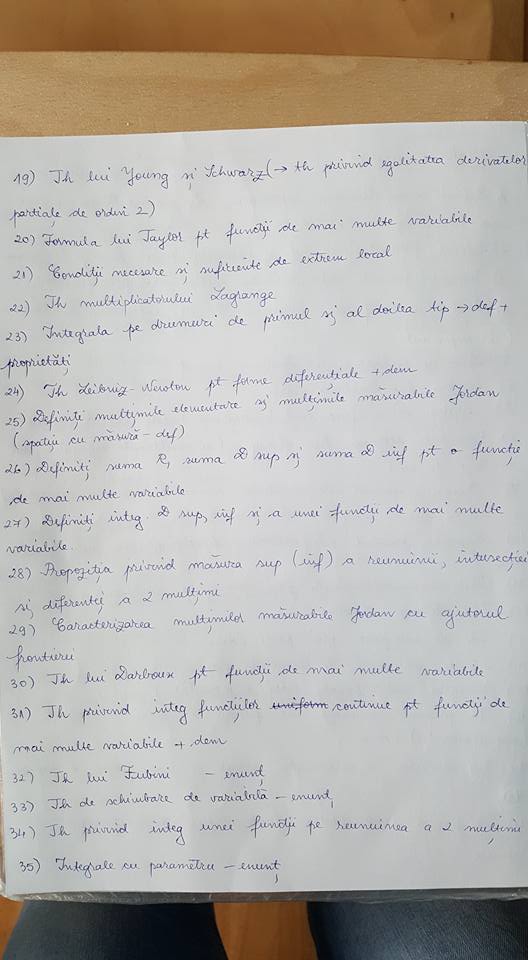 19) Th lui Young și Schwarz (→ th privind egalitatea derivatelor
parțiale de ordin 2)
20) Formula lui Taylor pt funcții de mai multe variabile
21) Condiții necesare și suficiente de extrem local
22) Th multiplicatorului Lagrange
23) Integrala pe drumuri de primul și al doilea tip → def +
proprietăți
24) Th Leibniz-Newton pt forme diferențiale + dem
25) Definiți mulțimile elementare și mulțimile măsurabile Jordan
(spații cu măsură - def)
26) Definiți suma R, suma D sup și suma D inf pt o funcție
de mai multe variabile
27) Definiți integ. D sup, inf și a unei funcții de mai multe
variabile.
28) Propoziția privind măsura sup (inf) a reuniunii, intersecției
și diferenței a 2 mulțimi
29) Caracterizarea mulțimilor măsurabile Jordan cu ajutorul
frontierei
30) Th lui Darboux pt funcții de mai multe variabile
31) Th privind integ funcțiilor uniform continue pt funcții de
mai multe variabile + dem
32) Th lui Fubini - enunț
33) Th de schimbare de variabilă - enunț
34) Th privind integ unei funcții pe reuniunea a 2 mulțimi
35) Integrale cu parametru - enunț